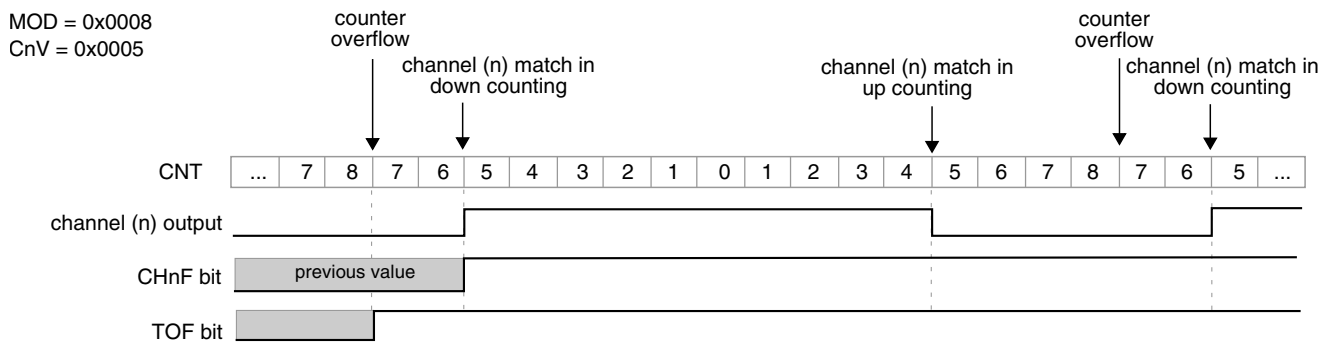 MOD = 0x0008
CnV = 0x0005
counter
overflow
channel (n) match in
down counting
channel (n) match in
up counting
counter
overflow
channel (n) match in
down counting
CNT ... 7 8 7 6 5 4 3 2 1 0 1 2 3 4 5 6 7 8 7 6 5 ...
channel (n) output
CHnF bit previous value
TOF bit